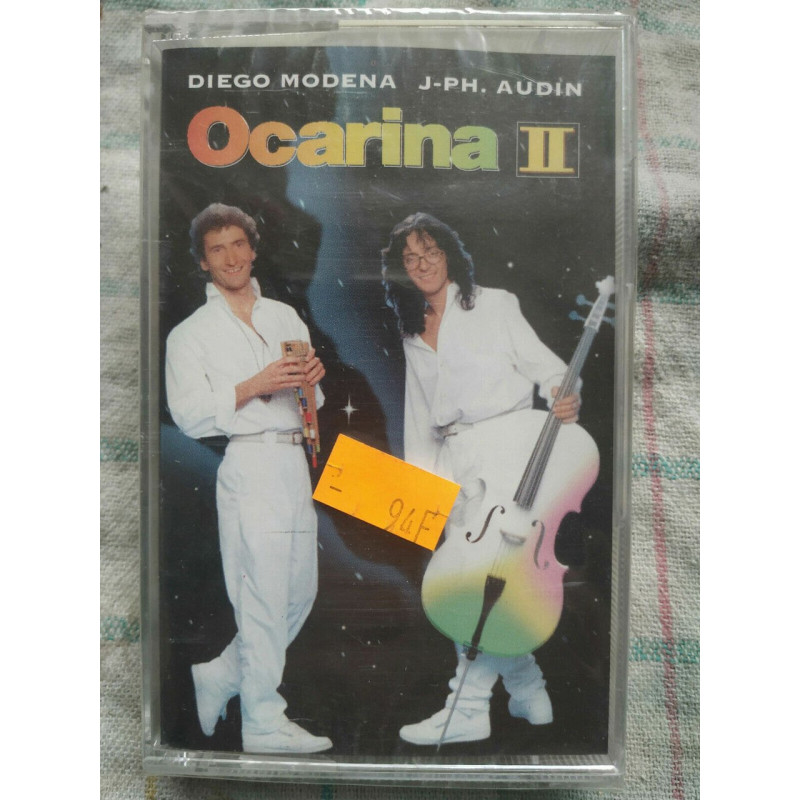 DIEGO MODENA J-PH. AUDIN
Ocarina II
94F